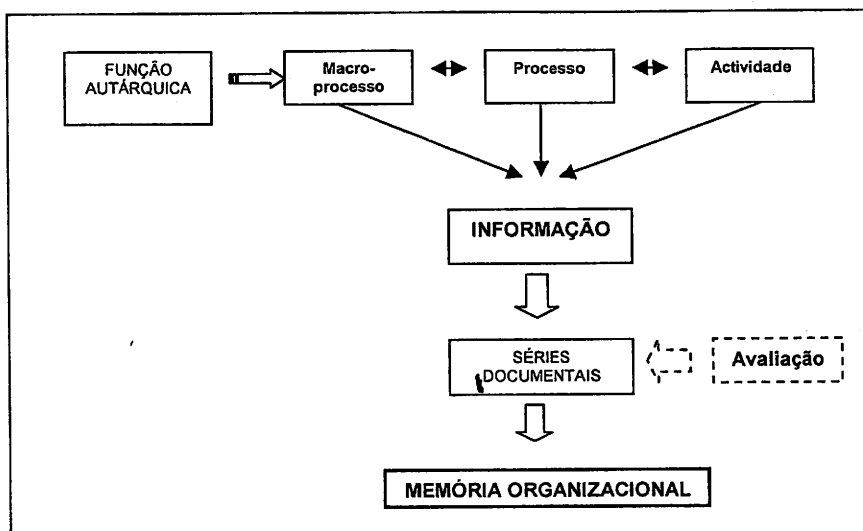 FUNÇÃO
AUTÁRQUICA
Macro-
processo
Processo
Actividade
INFORMAÇÃO
SÉRIES
DOCUMENTAIS
Avaliação
MEMÓRIA ORGANIZACIONAL